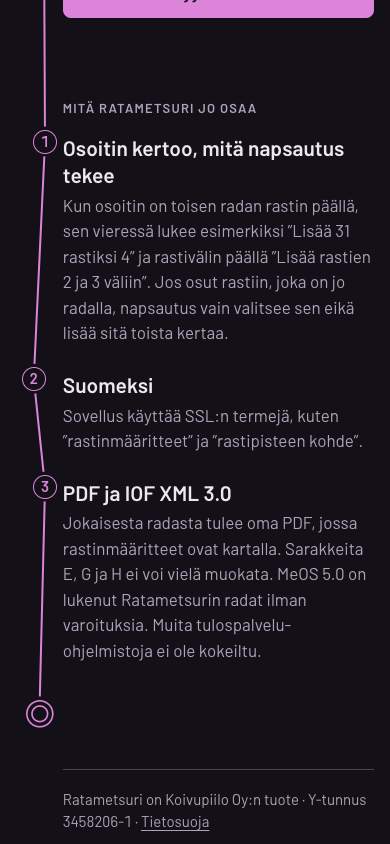 MITÄ RATAMETSURI JO OSAA
1
Osoitin kertoo, mitä napsautus
tekee
Kun osoitin on toisen radan rastin päällä,
sen vieressä lukee esimerkiksi ”Lisää 31
rastiksi 4” ja rastivälin päällä ”Lisää rastien
2 ja 3 väliin”. Jos osut rastiin, joka on jo
radalla, napsautus vain valitsee sen eikä
lisää sitä toista kertaa.
2
Suomeksi
Sovellus käyttää SSL:n termejä, kuten
”rastinmääritteet” ja ”rastipisteen kohde”.
3
PDF ja IOF XML 3.0
Jokaisesta radasta tulee oma PDF, jossa
rastinmääritteet ovat kartalla. Sarakkeita
E, G ja H ei voi vielä muokata. MeOS 5.0 on
lukenut Ratametsurin radat ilman
varoituksia. Muita tulospalvelu-
ohjelmistoja ei ole kokeiltu.
Ratametsuri on Koivupiilo Oy:n tuote · Y-tunnus
3458206-1 · Tietosuoja